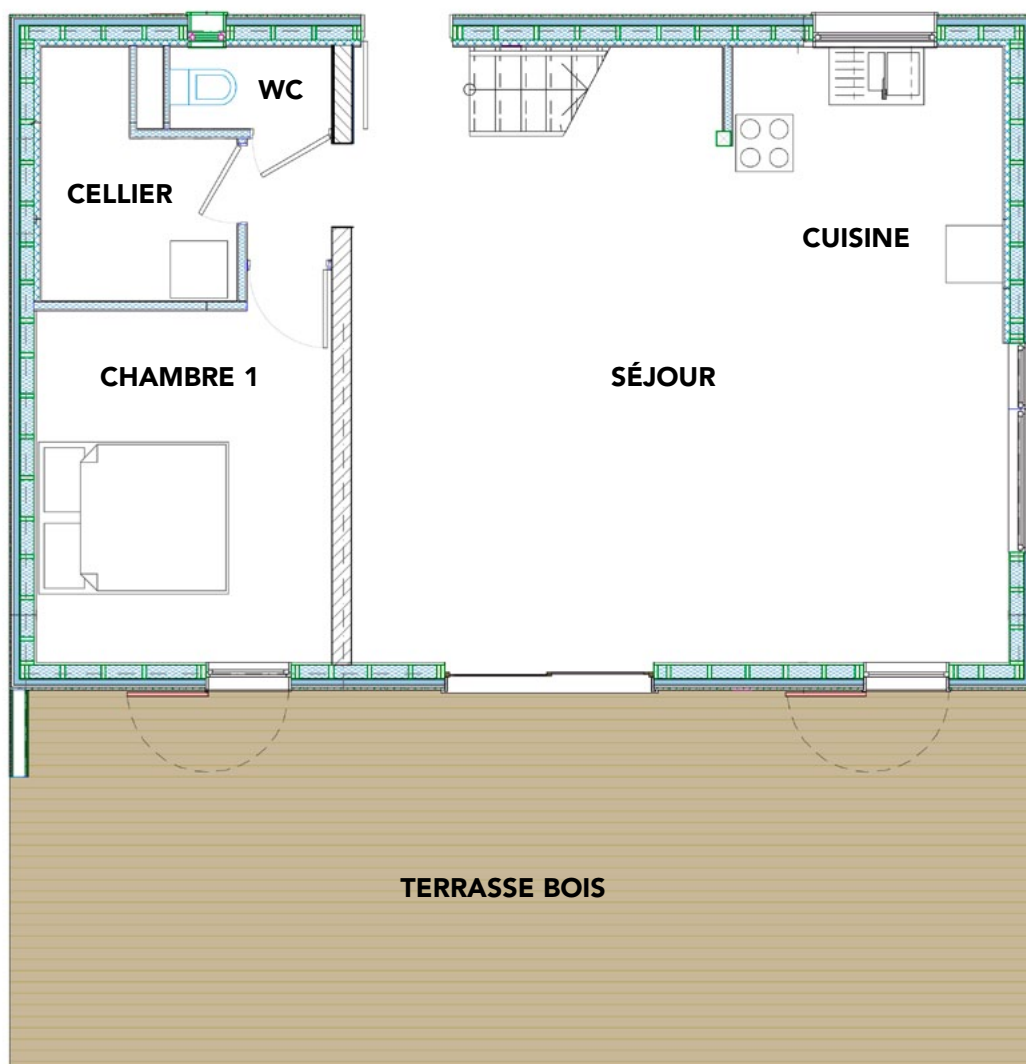 WC
CELLIER
CUISINE
CHAMBRE 1
SÉJOUR
TERRASSE BOIS